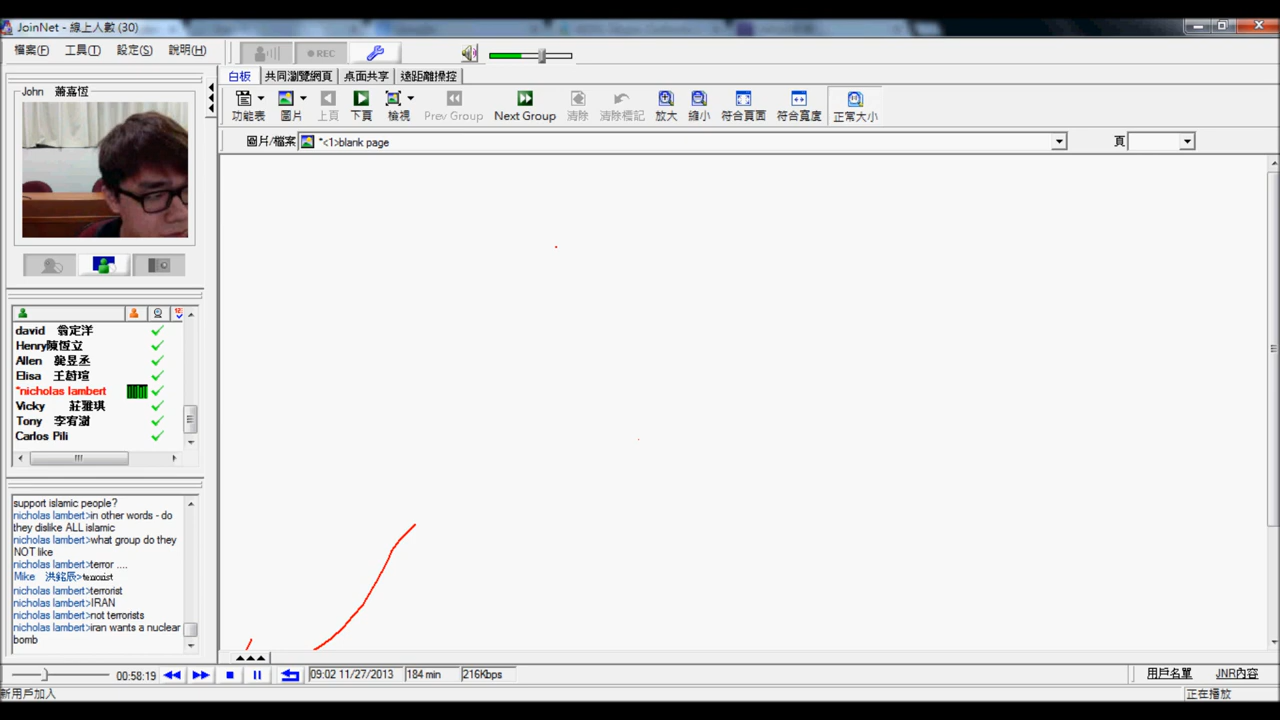 JoinNet - 線上人數 (30)
檔案(F) 工具(T) 設定(S) 說明(H)
REC
John 蕭嘉恆
白板 共同瀏覽網頁 桌面共享 遠距離操控
功能表 圖片 上頁 下頁 檢視 Prev Group Next Group 清除 清除標記 放大 縮小 符合頁面 符合寬度 正常大小
圖片/檔案 *<1>blank page 頁
david 翁定洋
Henry陳恆立
Allen 龔昱丞
Elisa 王蒔瑄
*nicholas lambert
Vicky 莊雅琪
Tony 李宥澍
Carlos Pili
support islamic people?
nicholas lambert>in other words - do
they dislike ALL islamic
nicholas lambert>what group do they
NOT like
nicholas lambert>terror ....
Mike 洪銘辰>terrorist
nicholas lambert>terrorist
nicholas lambert>IRAN
nicholas lambert>not terrorists
nicholas lambert>iran wants a nuclear
bomb
00:58:19 09:02 11/27/2013 184 min 216Kbps 用戶名單 JNR內容
新用戶加入 正在播放